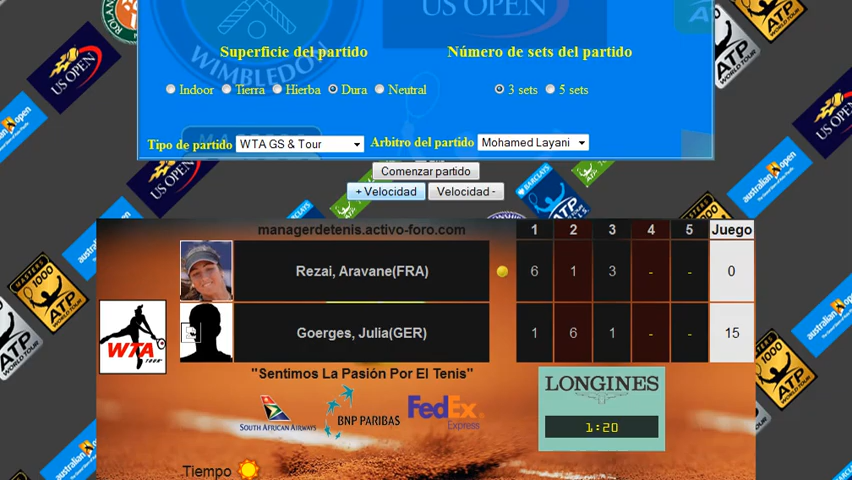 US OPEN
WIMBLEDON
Superficie del partido
Número de sets del partido
Indoor Tierra Hierba Dura Neutral
3 sets 5 sets
Tipo de partido WTA GS & Tour
Arbitro del partido Mohamed Layani
Comenzar partido
+ Velocidad Velocidad -
managerdetenis.activo-foro.com
1 2 3 4 5 Juego
Rezai, Aravane(FRA) 6 1 3 - - 0
Goerges, Julia(GER) 1 6 1 - - 15
WTA
TOUR
"Sentimos La Pasión Por El Tenis"
SOUTH AFRICAN AIRWAYS
BNP PARIBAS
FedEx
Express
LONGINES
1:20
Tiempo
US OPEN
australian open
MASTERS 1000
ATP
WORLD TOUR
BARCLAYS
ATP